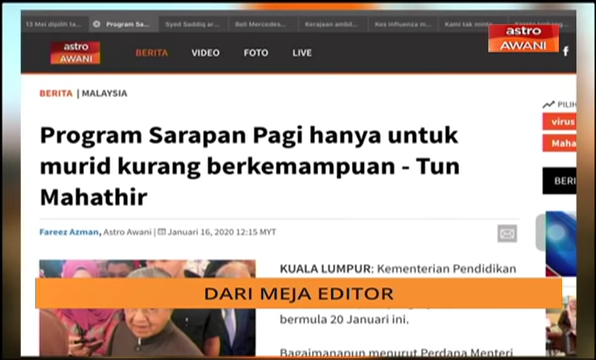 13 Mei dipilih ta...
Program Sa...
Syed Saddiq ar...
Beli Mercedes...
Kerajaan ambil...
Kes influenza m...
Kami tak minta
astro
AWANI
BERITA
VIDEO
FOTO
LIVE
astro
AWANI
f
BERITA | MALAYSIA
Program Sarapan Pagi hanya untuk
murid kurang berkemampuan - Tun
Mahathir
Fareez Azman, Astro Awani | Januari 16, 2020 12:15 MYT
PILIH
virus
Maha
BERI
KUALA LUMPUR: Kementerian Pendidikan
DARI MEJA EDITOR
bermula 20 Januari ini.
Bagaimanapun menurut Perdana Menteri